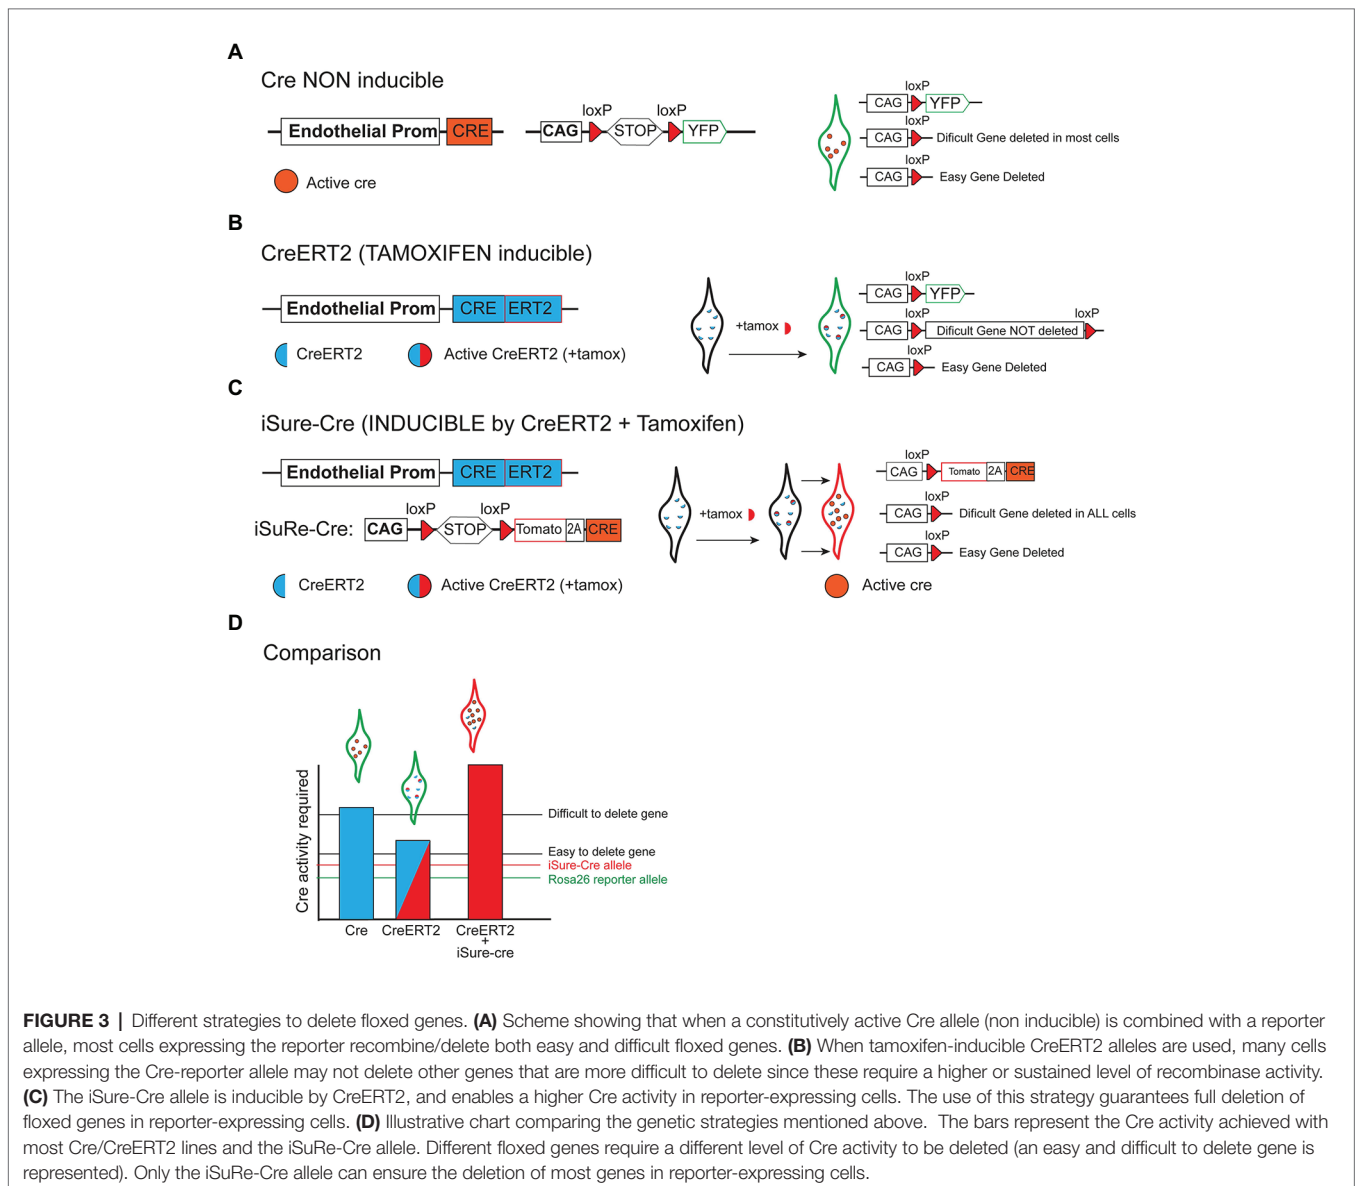 A
Cre NON inducible
Endothelial Prom CRE
loxP loxP
CAG STOP YFP
Active cre
loxP
CAG YFP
loxP
CAG Dificult Gene deleted in most cells
loxP
CAG Easy Gene Deleted
B
CreERT2 (TAMOXIFEN inducible)
Endothelial Prom CRE ERT2
CreERT2 Active CreERT2 (+tamox)
+tamox
loxP
CAG YFP
loxP loxP
CAG Dificult Gene NOT deleted
loxP
CAG Easy Gene Deleted
C
iSure-Cre (INDUCIBLE by CreERT2 + Tamoxifen)
Endothelial Prom CRE ERT2
loxP loxP
iSuRe-Cre: CAG STOP Tomato 2A CRE
CreERT2 Active CreERT2 (+tamox)
+tamox
loxP
CAG Tomato 2A CRE
loxP
CAG Dificult Gene deleted in ALL cells
loxP
CAG Easy Gene Deleted
Active cre
D
Comparison
Cre activity required
Difficult to delete gene
Easy to delete gene
iSure-Cre allele
Rosa26 reporter allele
Cre CreERT2 CreERT2
+
iSure-cre
FIGURE 3 | Different strategies to delete floxed genes. (A) Scheme showing that when a constitutively active Cre allele (non inducible) is combined with a reporter
allele, most cells expressing the reporter recombine/delete both easy and difficult floxed genes. (B) When tamoxifen-inducible CreERT2 alleles are used, many cells
expressing the Cre-reporter allele may not delete other genes that are more difficult to delete since these require a higher or sustained level of recombinase activity.
(C) The iSure-Cre allele is inducible by CreERT2, and enables a higher Cre activity in reporter-expressing cells. The use of this strategy guarantees full deletion of
floxed genes in reporter-expressing cells. (D) Illustrative chart comparing the genetic strategies mentioned above. The bars represent the Cre activity achieved with
most Cre/CreERT2 lines and the iSuRe-Cre allele. Different floxed genes require a different level of Cre activity to be deleted (an easy and difficult to delete gene is
represented). Only the iSuRe-Cre allele can ensure the deletion of most genes in reporter-expressing cells.